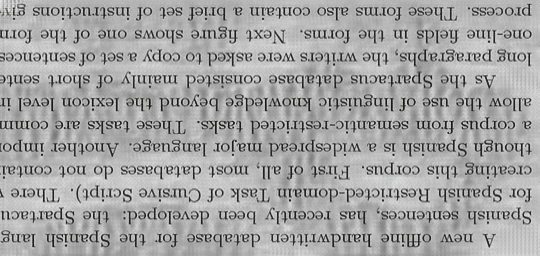 A new offline handwritten database for the Spanish lang
Spanish sentences, has recently been developed: the Spartacu
for Spanish Restricted-domain Task of Cursive Script). There
creating this corpus. First of all, most databases do not contai
though Spanish is a widespread major language. Another impor
a corpus from semantic-restricted tasks. These tasks are comm
allow the use of linguistic knowledge beyond the lexicon level i
As the Spartacus database consisted mainly of short sente
long paragraphs, the writers were asked to copy a set of sentences
one-line fields in the forms. Next figure shows one of the form
process. These forms also contain a brief set of instructions giv